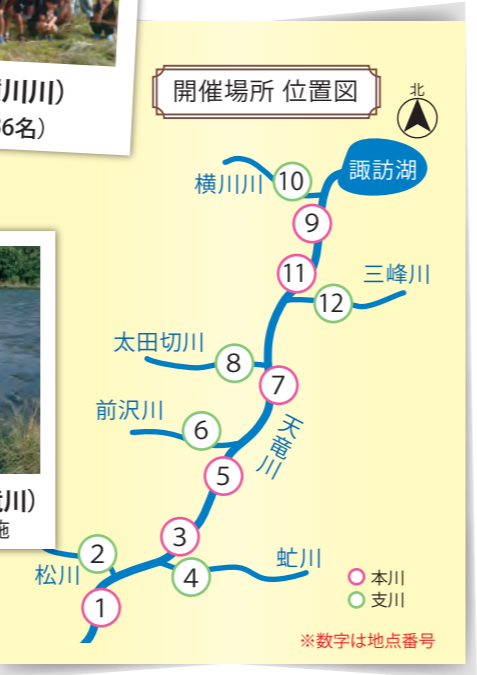 川川）
6名）
開催場所 位置図
北
諏訪湖
横川川
10
9
11
三峰川
12
太田切川
8
7
前沢川
6
天竜川
5
3
2
松川
4
虻川
1
本川
支川
※数字は地点番号
川）
施